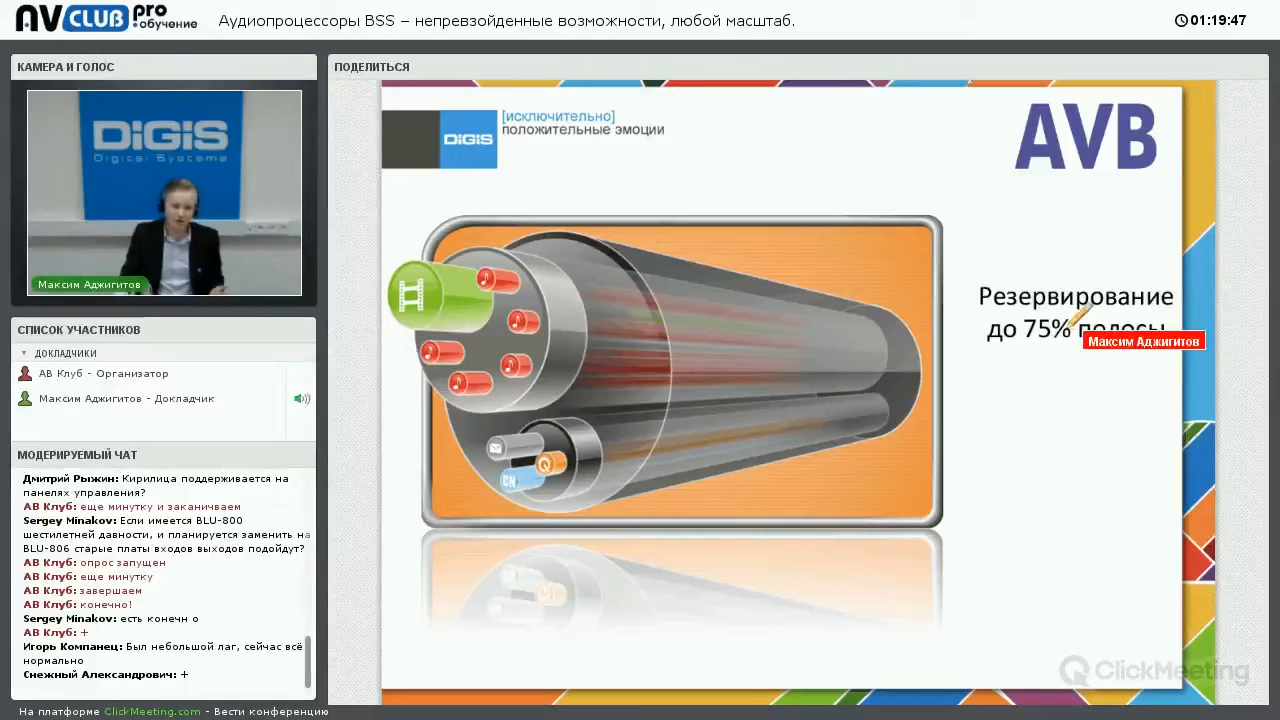 AVCLUB.pro
обучение
Аудиопроцессоры BSS – непревзойденные возможности, любой масштаб.
01:19:47
КАМЕРА И ГОЛОС
DiGiS
Digical Systems
Максим Аджигитов
СПИСОК УЧАСТНИКОВ
ДОКЛАДЧИКИ
АВ Клуб - Организатор
Максим Аджигитов - Докладчик
МОДЕРИРУЕМЫЙ ЧАТ
Дмитрий Рыжин: Кирилица поддерживается на
панелях управления?
АВ Клуб: еще минутку и заканичваем
Sergey Minakov: Если имеется BLU-800
шестилетней давности, и планируется заменить на
BLU-806 старые платы входов выходов подойдут?
АВ Клуб: опрос запущен
АВ Клуб: еще минутку
АВ Клуб: завершаем
АВ Клуб: конечно!
Sergey Minakov: есть конечн о
АВ Клуб: +
Игорь Компанец: Был небольшой лаг, сейчас всё
нормально
Снежный Александрович: +
На платформе ClickMeeting.com - Вести конференцию
ПОДЕЛИТЬСЯ
DiGiS
[исключительно]
положительные эмоции
AVB
Резервирование
до 75% полосы
Максим Аджигитов
CH
Q
ClickMeeting